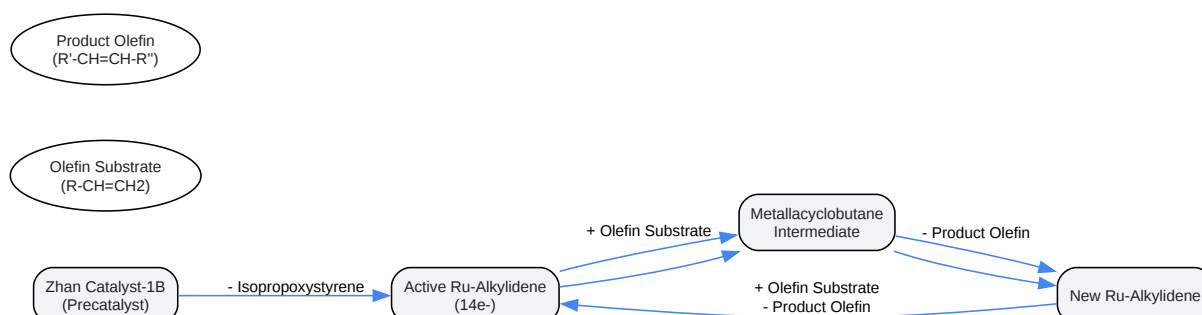 Product Olefin
(R'-CH=CH-R")
Olefin Substrate
(R-CH=CH2)
Metallacyclobutane
Intermediate
+ Olefin Substrate
- Product Olefin
Zhan Catalyst-1B
(Precatalyst)
- Isopropoxystyrene
Active Ru-Alkylidene
(14e-)
+ Olefin Substrate
- Product Olefin
New Ru-Alkylidene